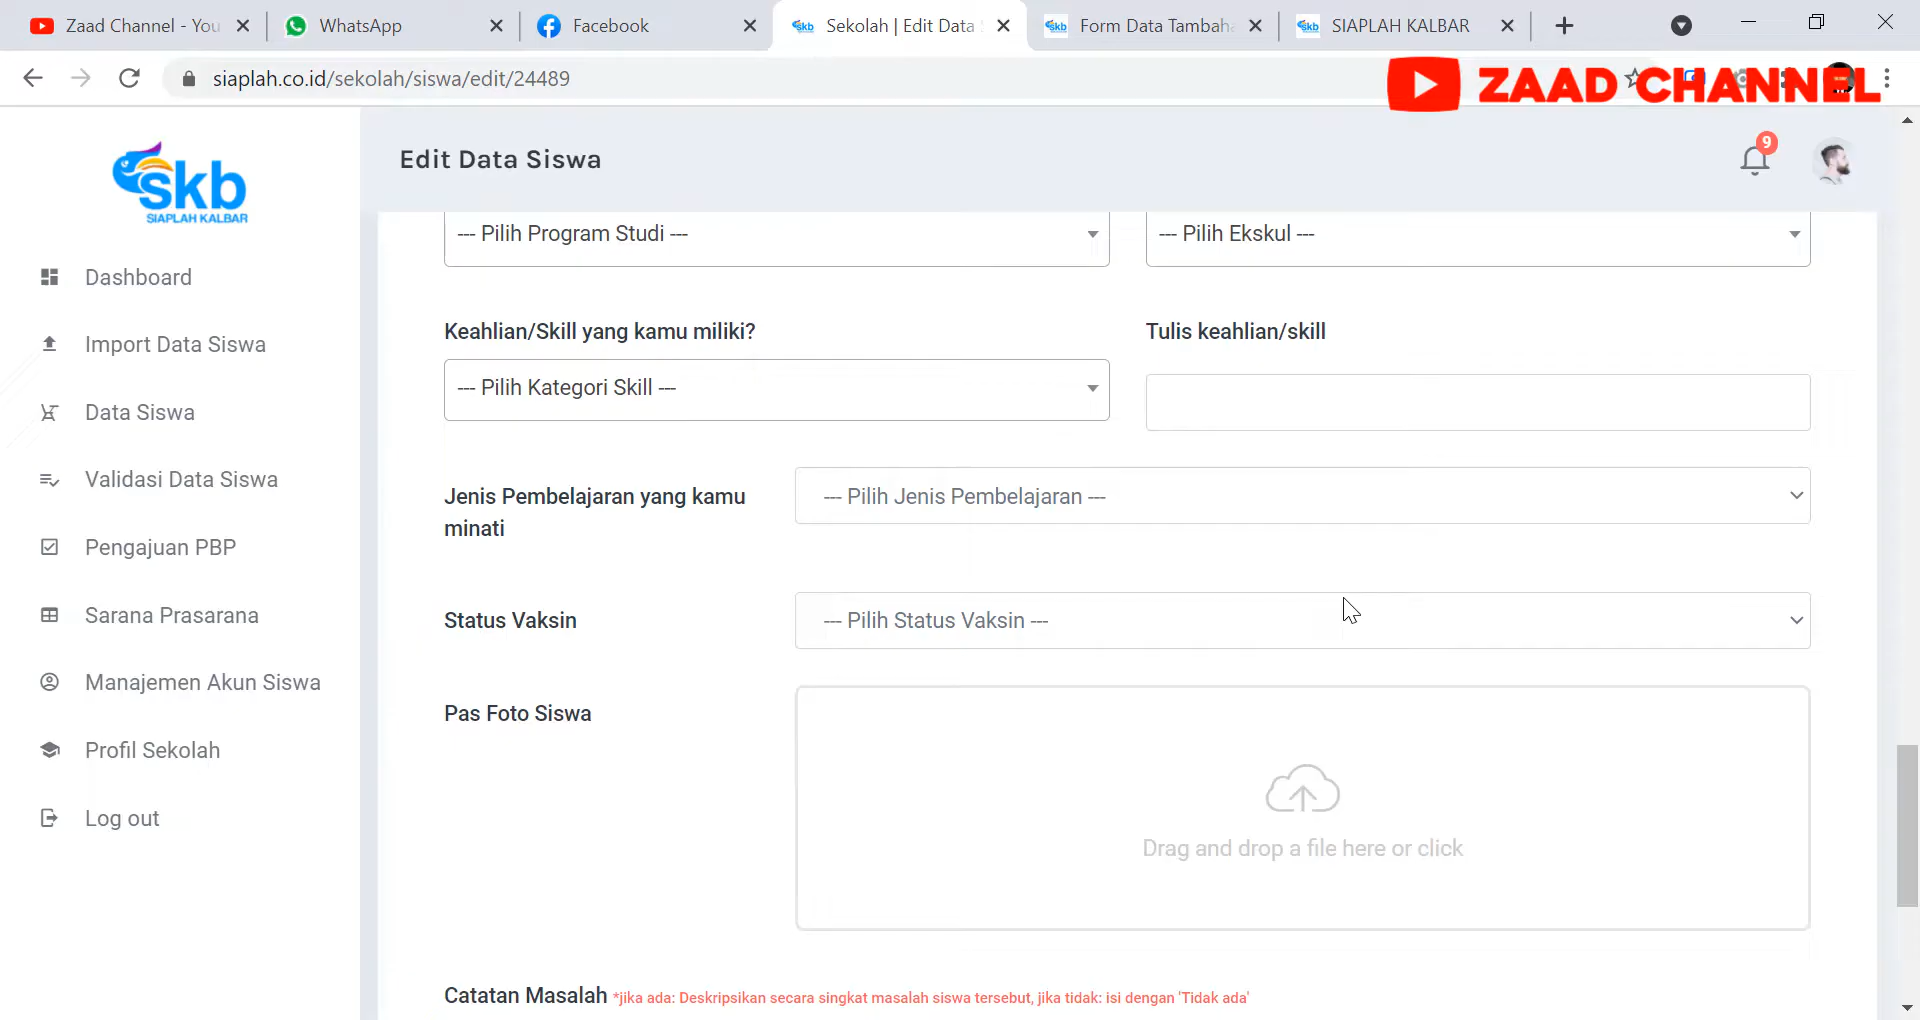 Zaad Channel - You
WhatsApp
Facebook
Sekolah | Edit Data
Form Data Tambaha
SIAPLAH KALBAR
siaplah.co.id/sekolah/siswa/edit/24489
ZAAD CHANNEL
skb
SIAPLAH KALBAR
Edit Data Siswa
9
Dashboard
Import Data Siswa
Data Siswa
Validasi Data Siswa
Pengajuan PBP
Sarana Prasarana
Manajemen Akun Siswa
Profil Sekolah
Log out
--- Pilih Program Studi ---
--- Pilih Ekskul ---
Keahlian/Skill yang kamu miliki?
Tulis keahlian/skill
--- Pilih Kategori Skill ---
Jenis Pembelajaran yang kamu
minati
--- Pilih Jenis Pembelajaran ---
Status Vaksin
--- Pilih Status Vaksin ---
Pas Foto Siswa
Drag and drop a file here or click
Catatan Masalah *jika ada: Deskripsikan secara singkat masalah siswa tersebut, jika tidak: isi dengan 'Tidak ada'